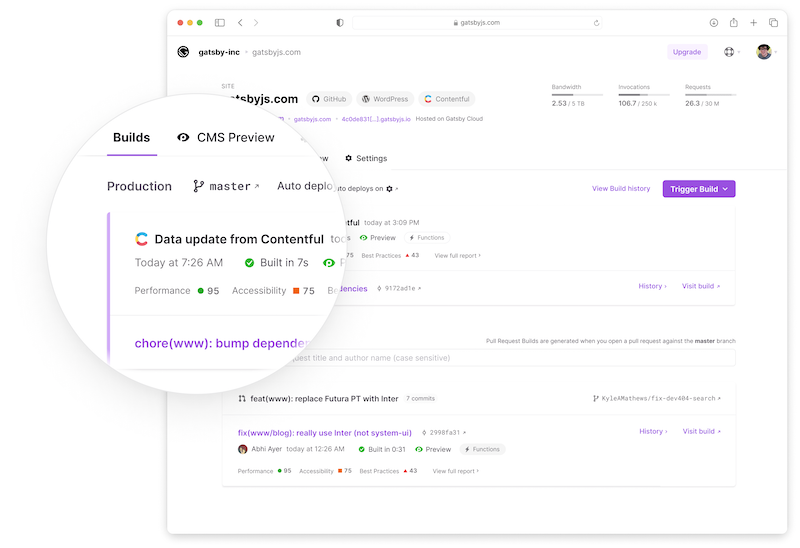 gatsbyjs.com
gatsby-inc • gatsbyjs.com
Upgrade
SITE
gatsbyjs.com
GitHub
WordPress
Contentful
Bandwidth
2.53 / 5 TB
Invocations
106.7 / 250 k
Requests
26.3 / 30 M
gatsbyjs.com • 4c0de831[...].gatsbyjs.io Hosted on Gatsby Cloud
Builds
CMS Preview
Settings
Production
master
Auto deplo
uto deploys on
View Build history
Trigger Build
Data update from Contentful
today at 3:09 PM
Today at 7:26 AM
Built in 7s
Preview
Functions
Performance 95
Accessibility 75
75
Best Practices 43
View full report
chore(www): bump depende
dencies
9172ad1e
History
Visit build
Pull Request Builds are generated when you open a pull request against the master branch
quest title and author name (case sensitive)
feat(www): replace Futura PT with Inter
7 commits
KyleAMathews/fix-dev404-search
fix(www/blog): really use Inter (not system-ui)
2998fa31
History
Visit build
Abhi Ayer today at 12:26 AM
Built in 0:31
Preview
Functions
Performance 95
Accessibility 75
Best Practices 43
View full report